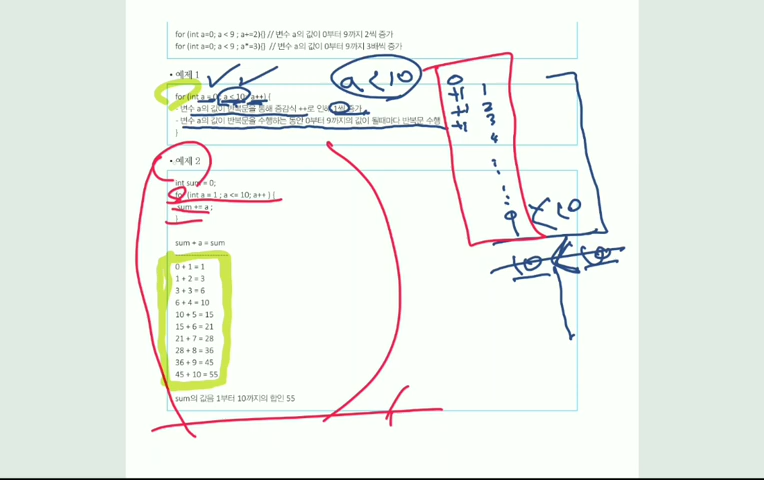 for (int a=0; a < 9 ; a+=2){} // 변수 a의 값이 0부터 9까지 2씩 증가
for (int a=0; a < 9 ; a*=3){} // 변수 a의 값이 0부터 9까지 3배씩 증가
• 예제 1
a<10
for (int a = 0; a < 10; a++) {
- 변수 a의 값이 반복문을 통해 증감식 ++로 인해 1씩 증가
- 변수 a의 값이 반복문을 수행하는 동안 0부터 9까지의 값이 될때마다 반복문 수행
}
0
1
2
3
4
9
<10
10 < 10
• 예제 2
int sum = 0;
for (int a = 1 ; a <= 10; a++ ) {
sum += a ;
}
sum + a = sum
0 + 1 = 1
1 + 2 = 3
3 + 3 = 6
6 + 4 = 10
10 + 5 = 15
15 + 6 = 21
21 + 7 = 28
28 + 8 = 36
36 + 9 = 45
45 + 10 = 55
sum의 값음 1부터 10까지의 합인 55